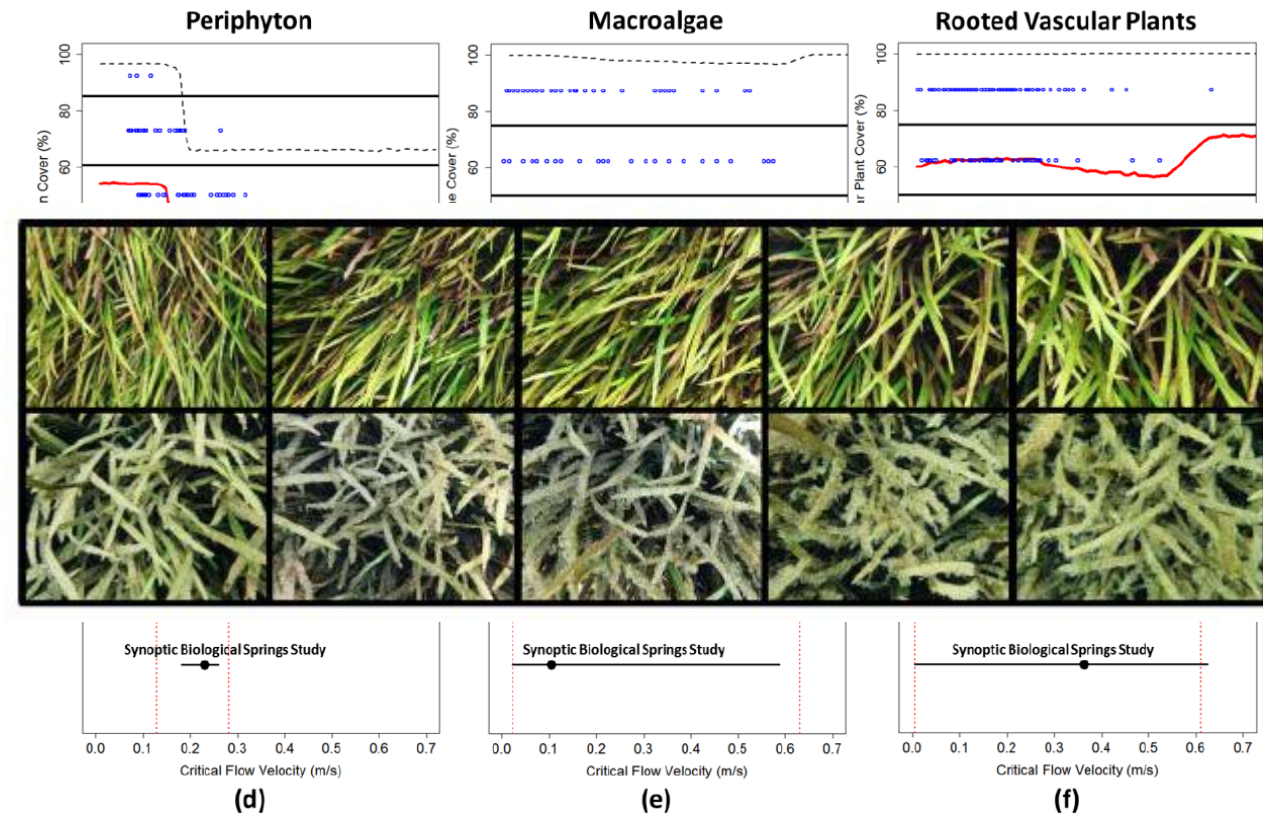 Periphyton
Macroalgae
Rooted Vascular Plants
100
80
60
n Cover (%)
100
80
60
e Cover (%)
100
80
60
ar Plant Cover (%)
Synoptic Biological Springs Study
Synoptic Biological Springs Study
Synoptic Biological Springs Study
0.0 0.1 0.2 0.3 0.4 0.5 0.6 0.7
0.0 0.1 0.2 0.3 0.4 0.5 0.6 0.7
0.0 0.1 0.2 0.3 0.4 0.5 0.6 0.7
Critical Flow Velocity (m/s)
Critical Flow Velocity (m/s)
Critical Flow Velocity (m/s)
(d)
(e)
(f)